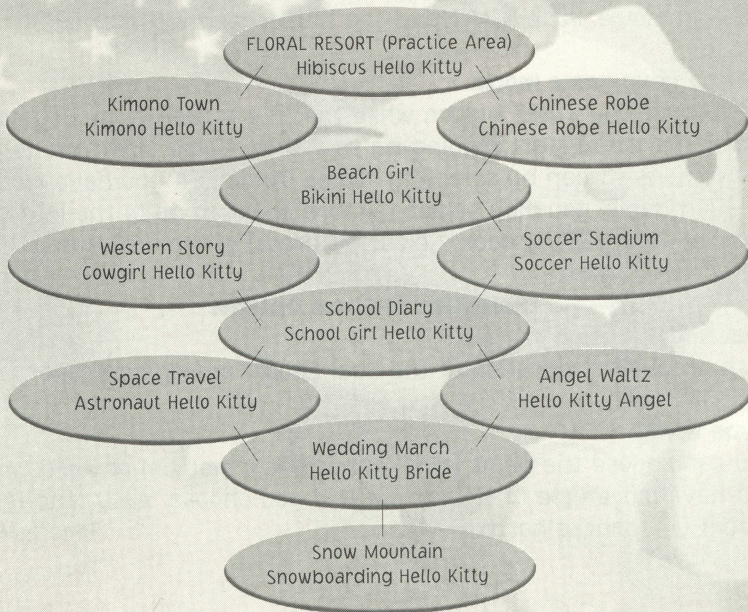 FLORAL RESORT (Practice Area)
Hibiscus Hello Kitty
Kimono Town
Kimono Hello Kitty
Chinese Robe
Chinese Robe Hello Kitty
Beach Girl
Bikini Hello Kitty
Western Story
Cowgirl Hello Kitty
Soccer Stadium
Soccer Hello Kitty
School Diary
School Girl Hello Kitty
Space Travel
Astronaut Hello Kitty
Angel Waltz
Hello Kitty Angel
Wedding March
Hello Kitty Bride
Snow Mountain
Snowboarding Hello Kitty